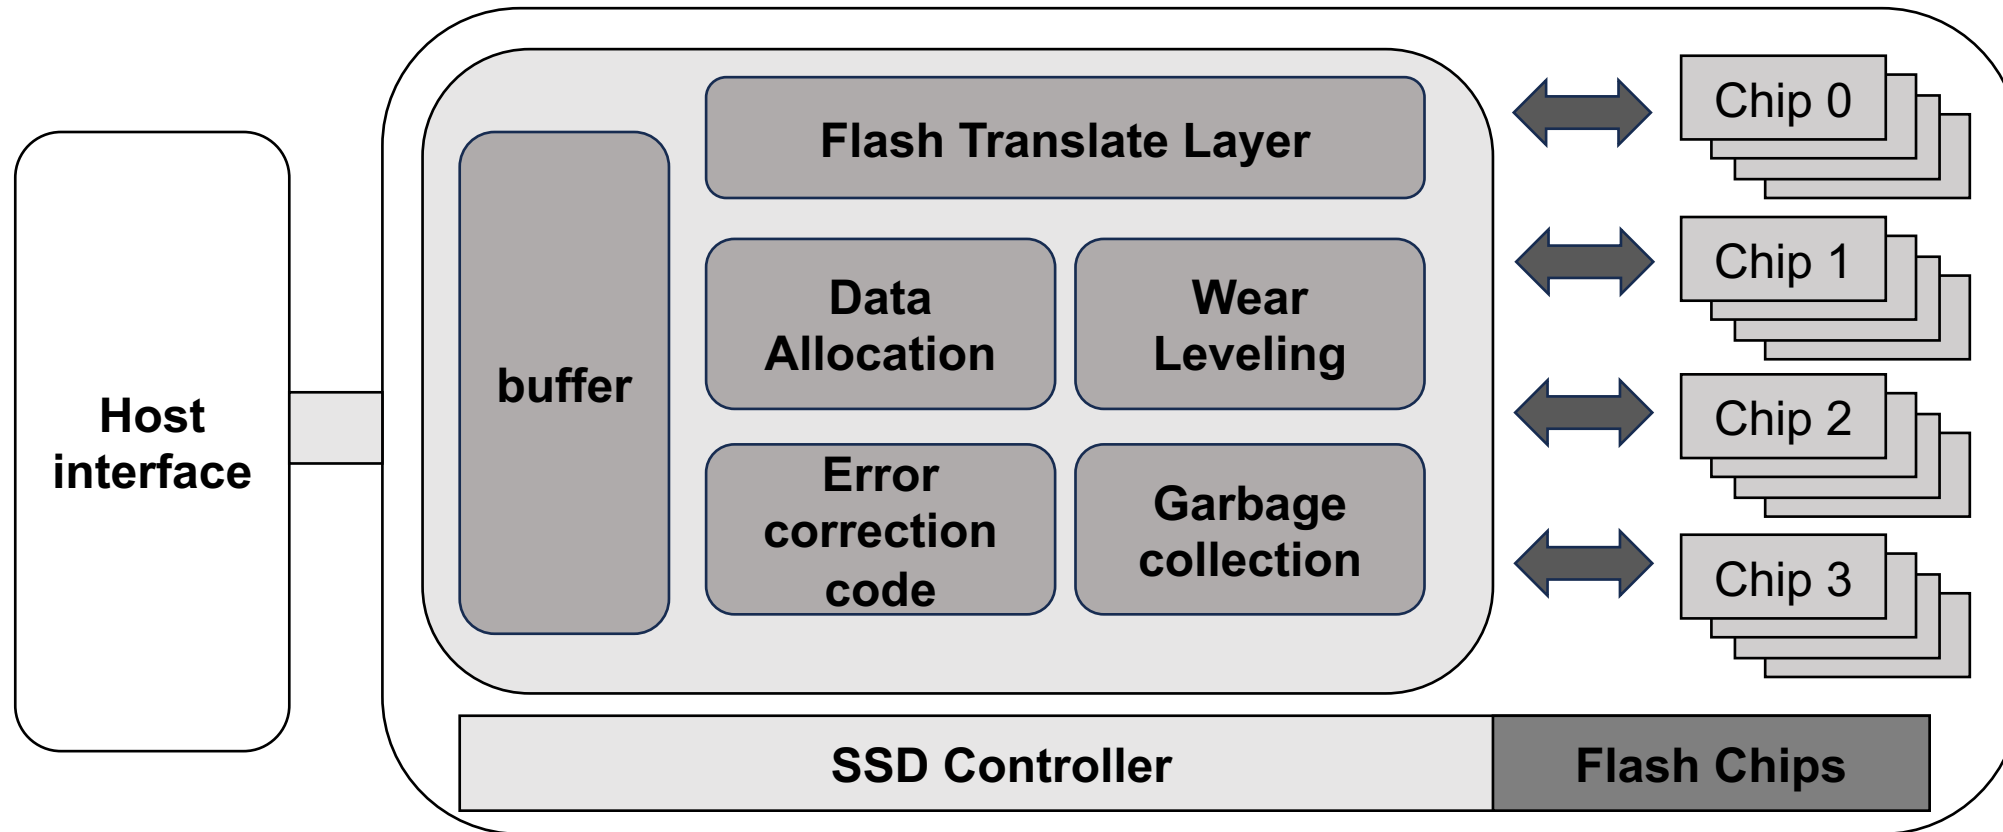 Host
interface
buffer
Flash Translate Layer
Data
Allocation
Wear
Leveling
Error
correction
code
Garbage
collection
Chip 0
Chip 1
Chip 2
Chip 3
SSD Controller
Flash Chips